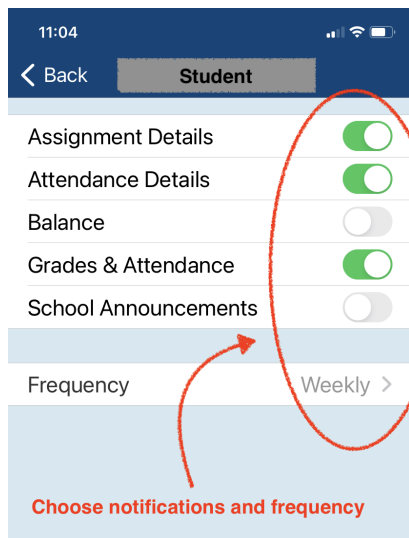 11:04
Back
Student
Assignment Details
Attendance Details
Balance
Grades & Attendance
School Announcements
Frequency Weekly
Choose notifications and frequency